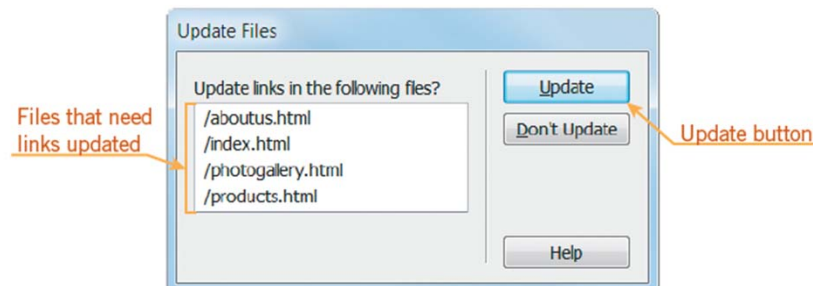 Update Files
Update links in the following files?
/aboutus.html
/index.html
/photogallery.html
/products.html
Update
Don't Update
Help
Files that need
links updated
Update button